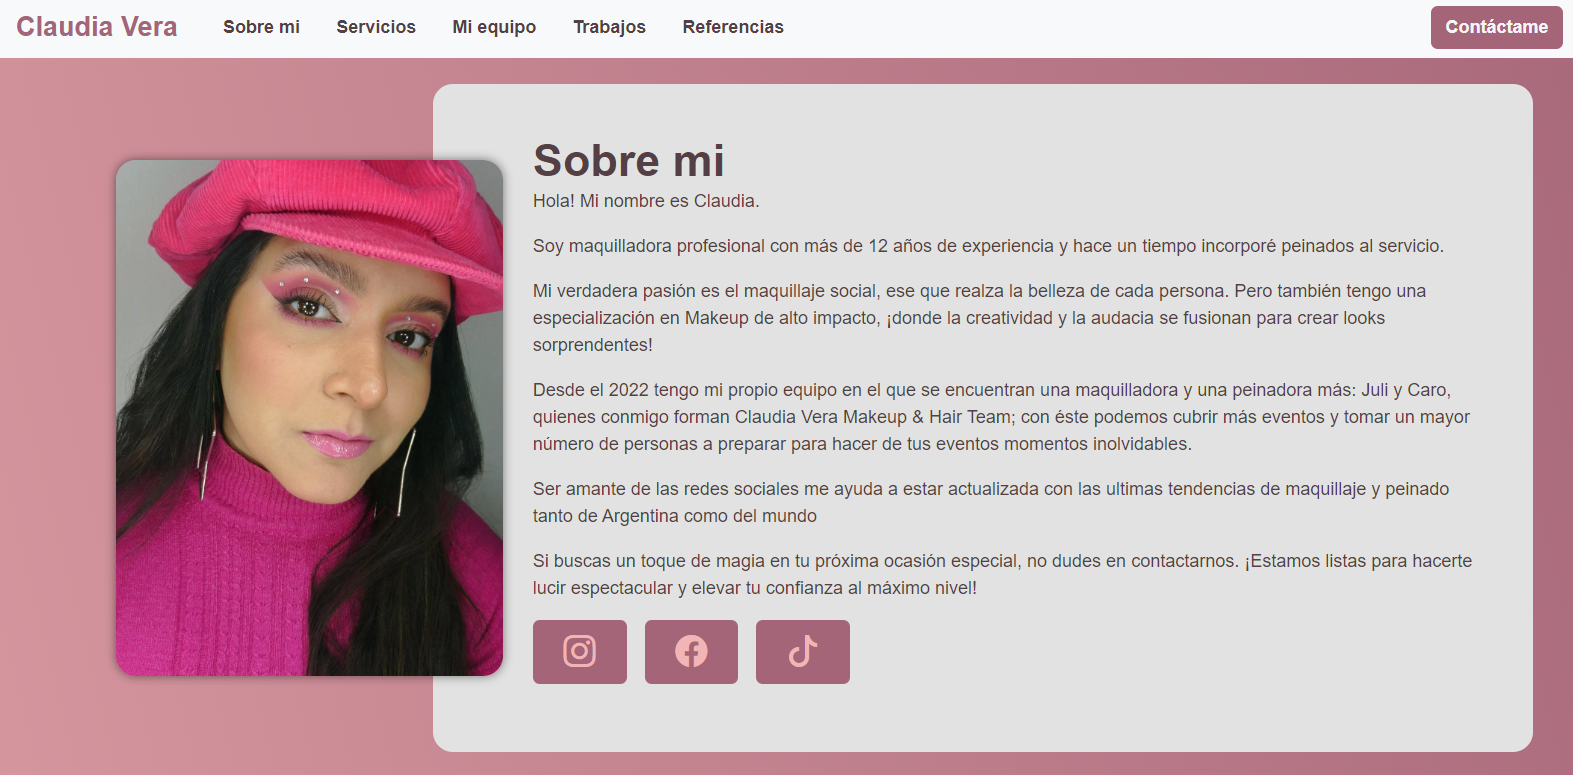 Claudia Vera
Sobre mi
Servicios
Mi equipo
Trabajos
Referencias
Contáctame
Sobre mi
Hola! Mi nombre es Claudia.
Soy maquilladora profesional con más de 12 años de experiencia y hace un tiempo incorporé peinados al servicio.
Mi verdadera pasión es el maquillaje social, ese que realza la belleza de cada persona. Pero también tengo una
especialización en Makeup de alto impacto, ¡donde la creatividad y la audacia se fusionan para crear looks
sorprendentes!
Desde el 2022 tengo mi propio equipo en el que se encuentran una maquilladora y una peinadora más: Juli y Caro,
quienes conmigo forman Claudia Vera Makeup & Hair Team; con éste podemos cubrir más eventos y tomar un mayor
número de personas a preparar para hacer de tus eventos momentos inolvidables.
Ser amante de las redes sociales me ayuda a estar actualizada con las ultimas tendencias de maquillaje y peinado
tanto de Argentina como del mundo
Si buscas un toque de magia en tu próxima ocasión especial, no dudes en contactarnos. ¡Estamos listas para hacerte
lucir espectacular y elevar tu confianza al máximo nivel!